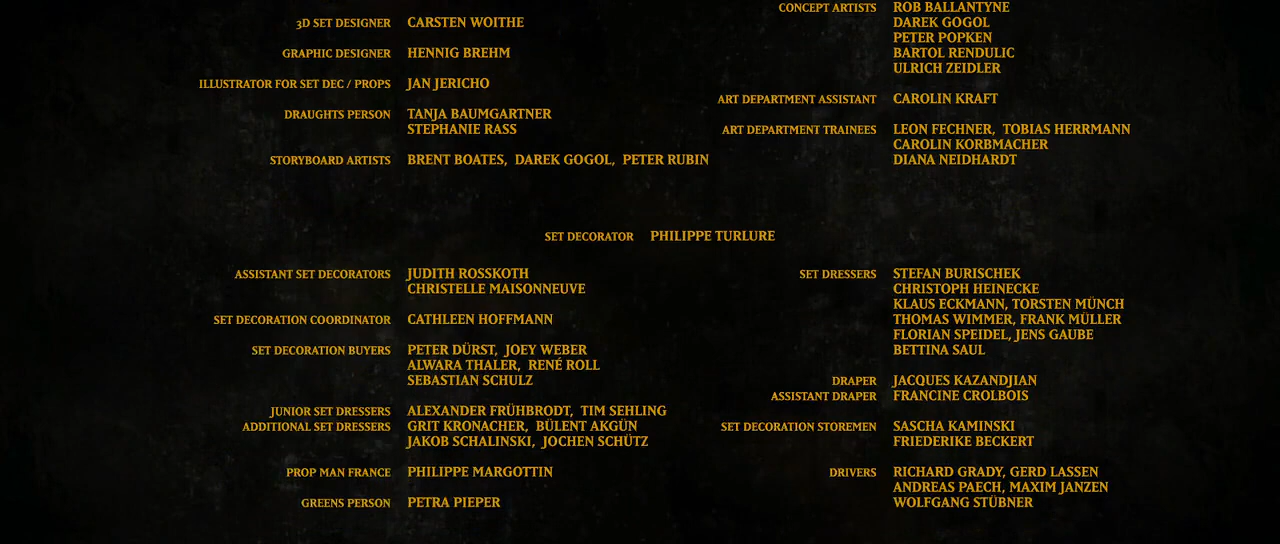 3D SET DESIGNER CARSTEN WOITHE
GRAPHIC DESIGNER HENNIG BREHM
ILLUSTRATOR FOR SET DEC / PROPS JAN JERICHO
DRAUGHTS PERSON TANJA BAUMGARTNER
STEPHANIE RASS
STORYBOARD ARTISTS BRENT BOATES, DAREK GOGOL, PETER RUBIN
CONCEPT ARTISTS ROB BALLANTYNE
DAREK GOGOL
PETER POPKEN
BARTOL RENDULIC
ULRICH ZEIDLER
ART DEPARTMENT ASSISTANT CAROLIN KRAFT
ART DEPARTMENT TRAINEES LEON FECHNER, TOBIAS HERRMANN
CAROLIN KORBMACHER
DIANA NEIDHARDT
SET DECORATOR PHILIPPE TURLURE
ASSISTANT SET DECORATORS JUDITH ROSSKOTH
CHRISTELLE MAISONNEUVE
SET DECORATION COORDINATOR CATHLEEN HOFFMANN
SET DECORATION BUYERS PETER DÜRST, JOEY WEBER
ALWARA THALER, RENÉ ROLL
SEBASTIAN SCHULZ
JUNIOR SET DRESSERS ALEXANDER FRÜHBRODT, TIM SEHLING
ADDITIONAL SET DRESSERS GRIT KRONACHER, BÜLENT AKGÜN
JAKOB SCHALINSKI, JOCHEN SCHÜTZ
PROP MAN FRANCE PHILIPPE MARGOTTIN
GREENS PERSON PETRA PIEPER
SET DRESSERS STEFAN BURISCHEK
CHRISTOPH HEINECKE
KLAUS ECKMANN, TORSTEN MÜNCH
THOMAS WIMMER, FRANK MÜLLER
FLORIAN SPEIDEL, JENS GAUBE
BETTINA SAUL
DRAPER JACQUES KAZANDJIAN
ASSISTANT DRAPER FRANCINE CROLBOIS
SET DECORATION STOREMEN SASCHA KAMINSKI
FRIEDERIKE BECKERT
DRIVERS RICHARD GRADY, GERD LASSEN
ANDREAS PAECH, MAXIM JANZEN
WOLFGANG STÜBNER